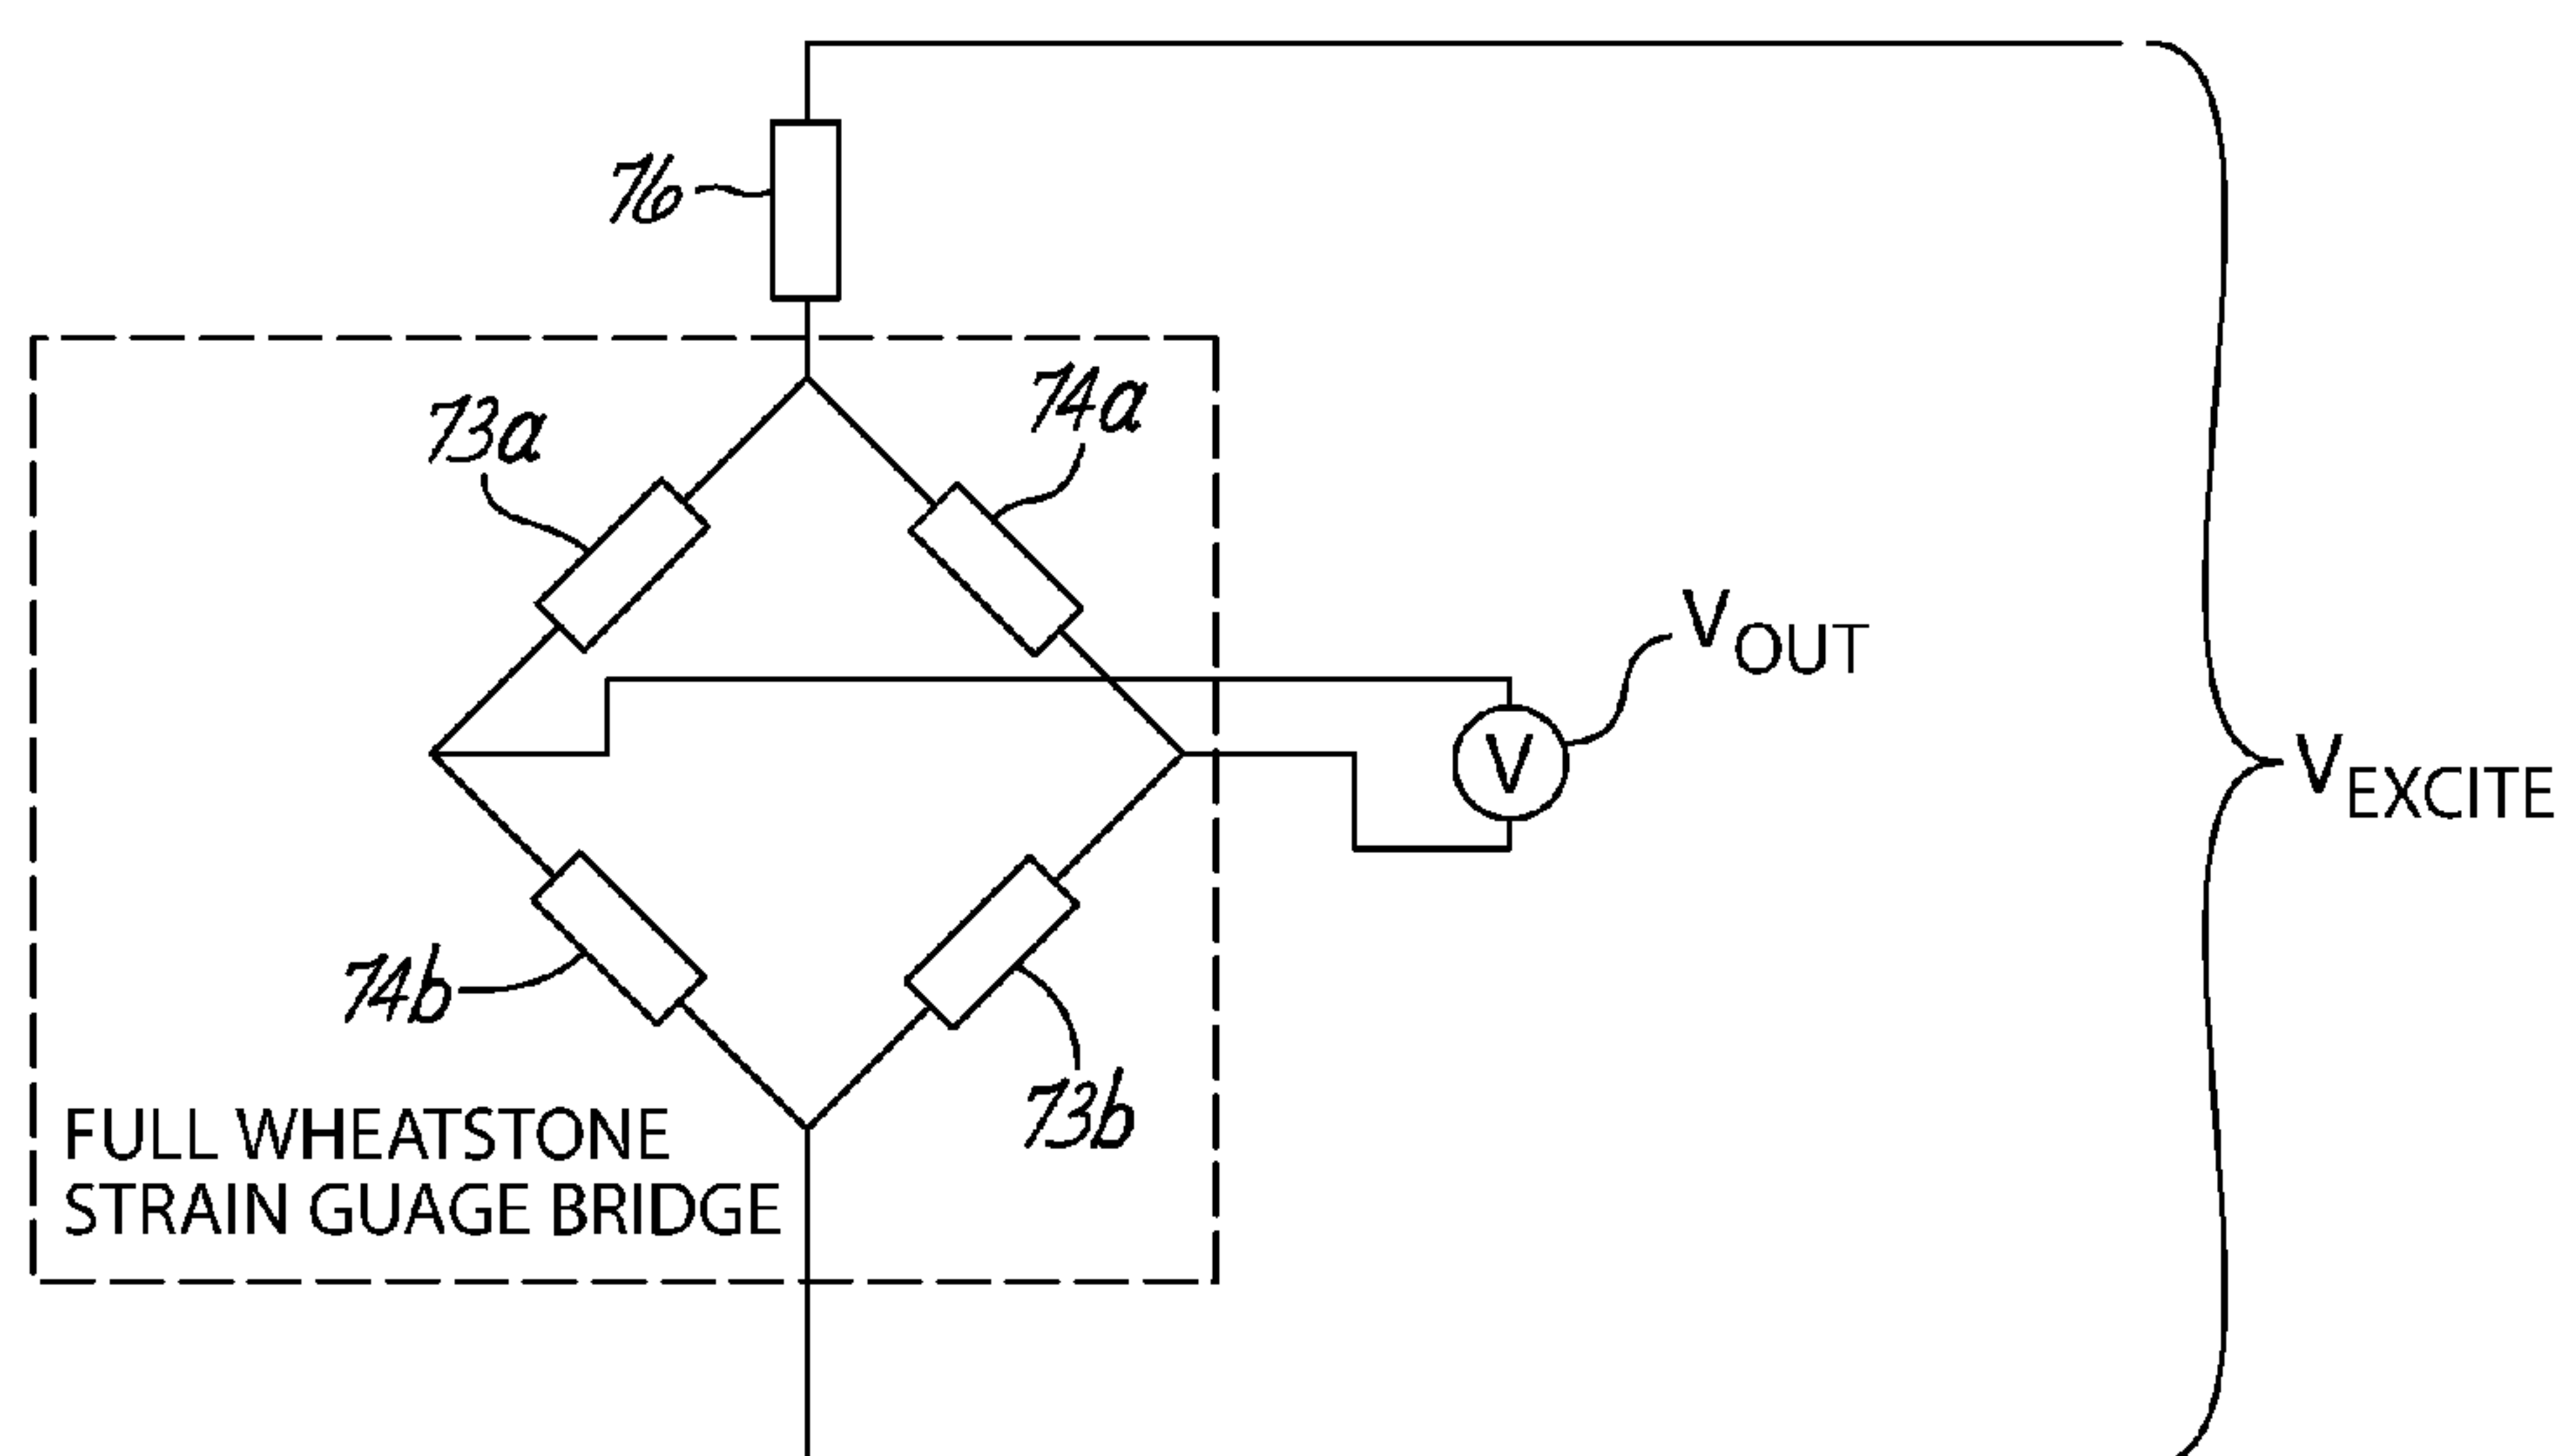 76
73a
74a
VOUT
V
VEXCITE
74b
73b
FULL WHEATSTONE
STRAIN GUAGE BRIDGE